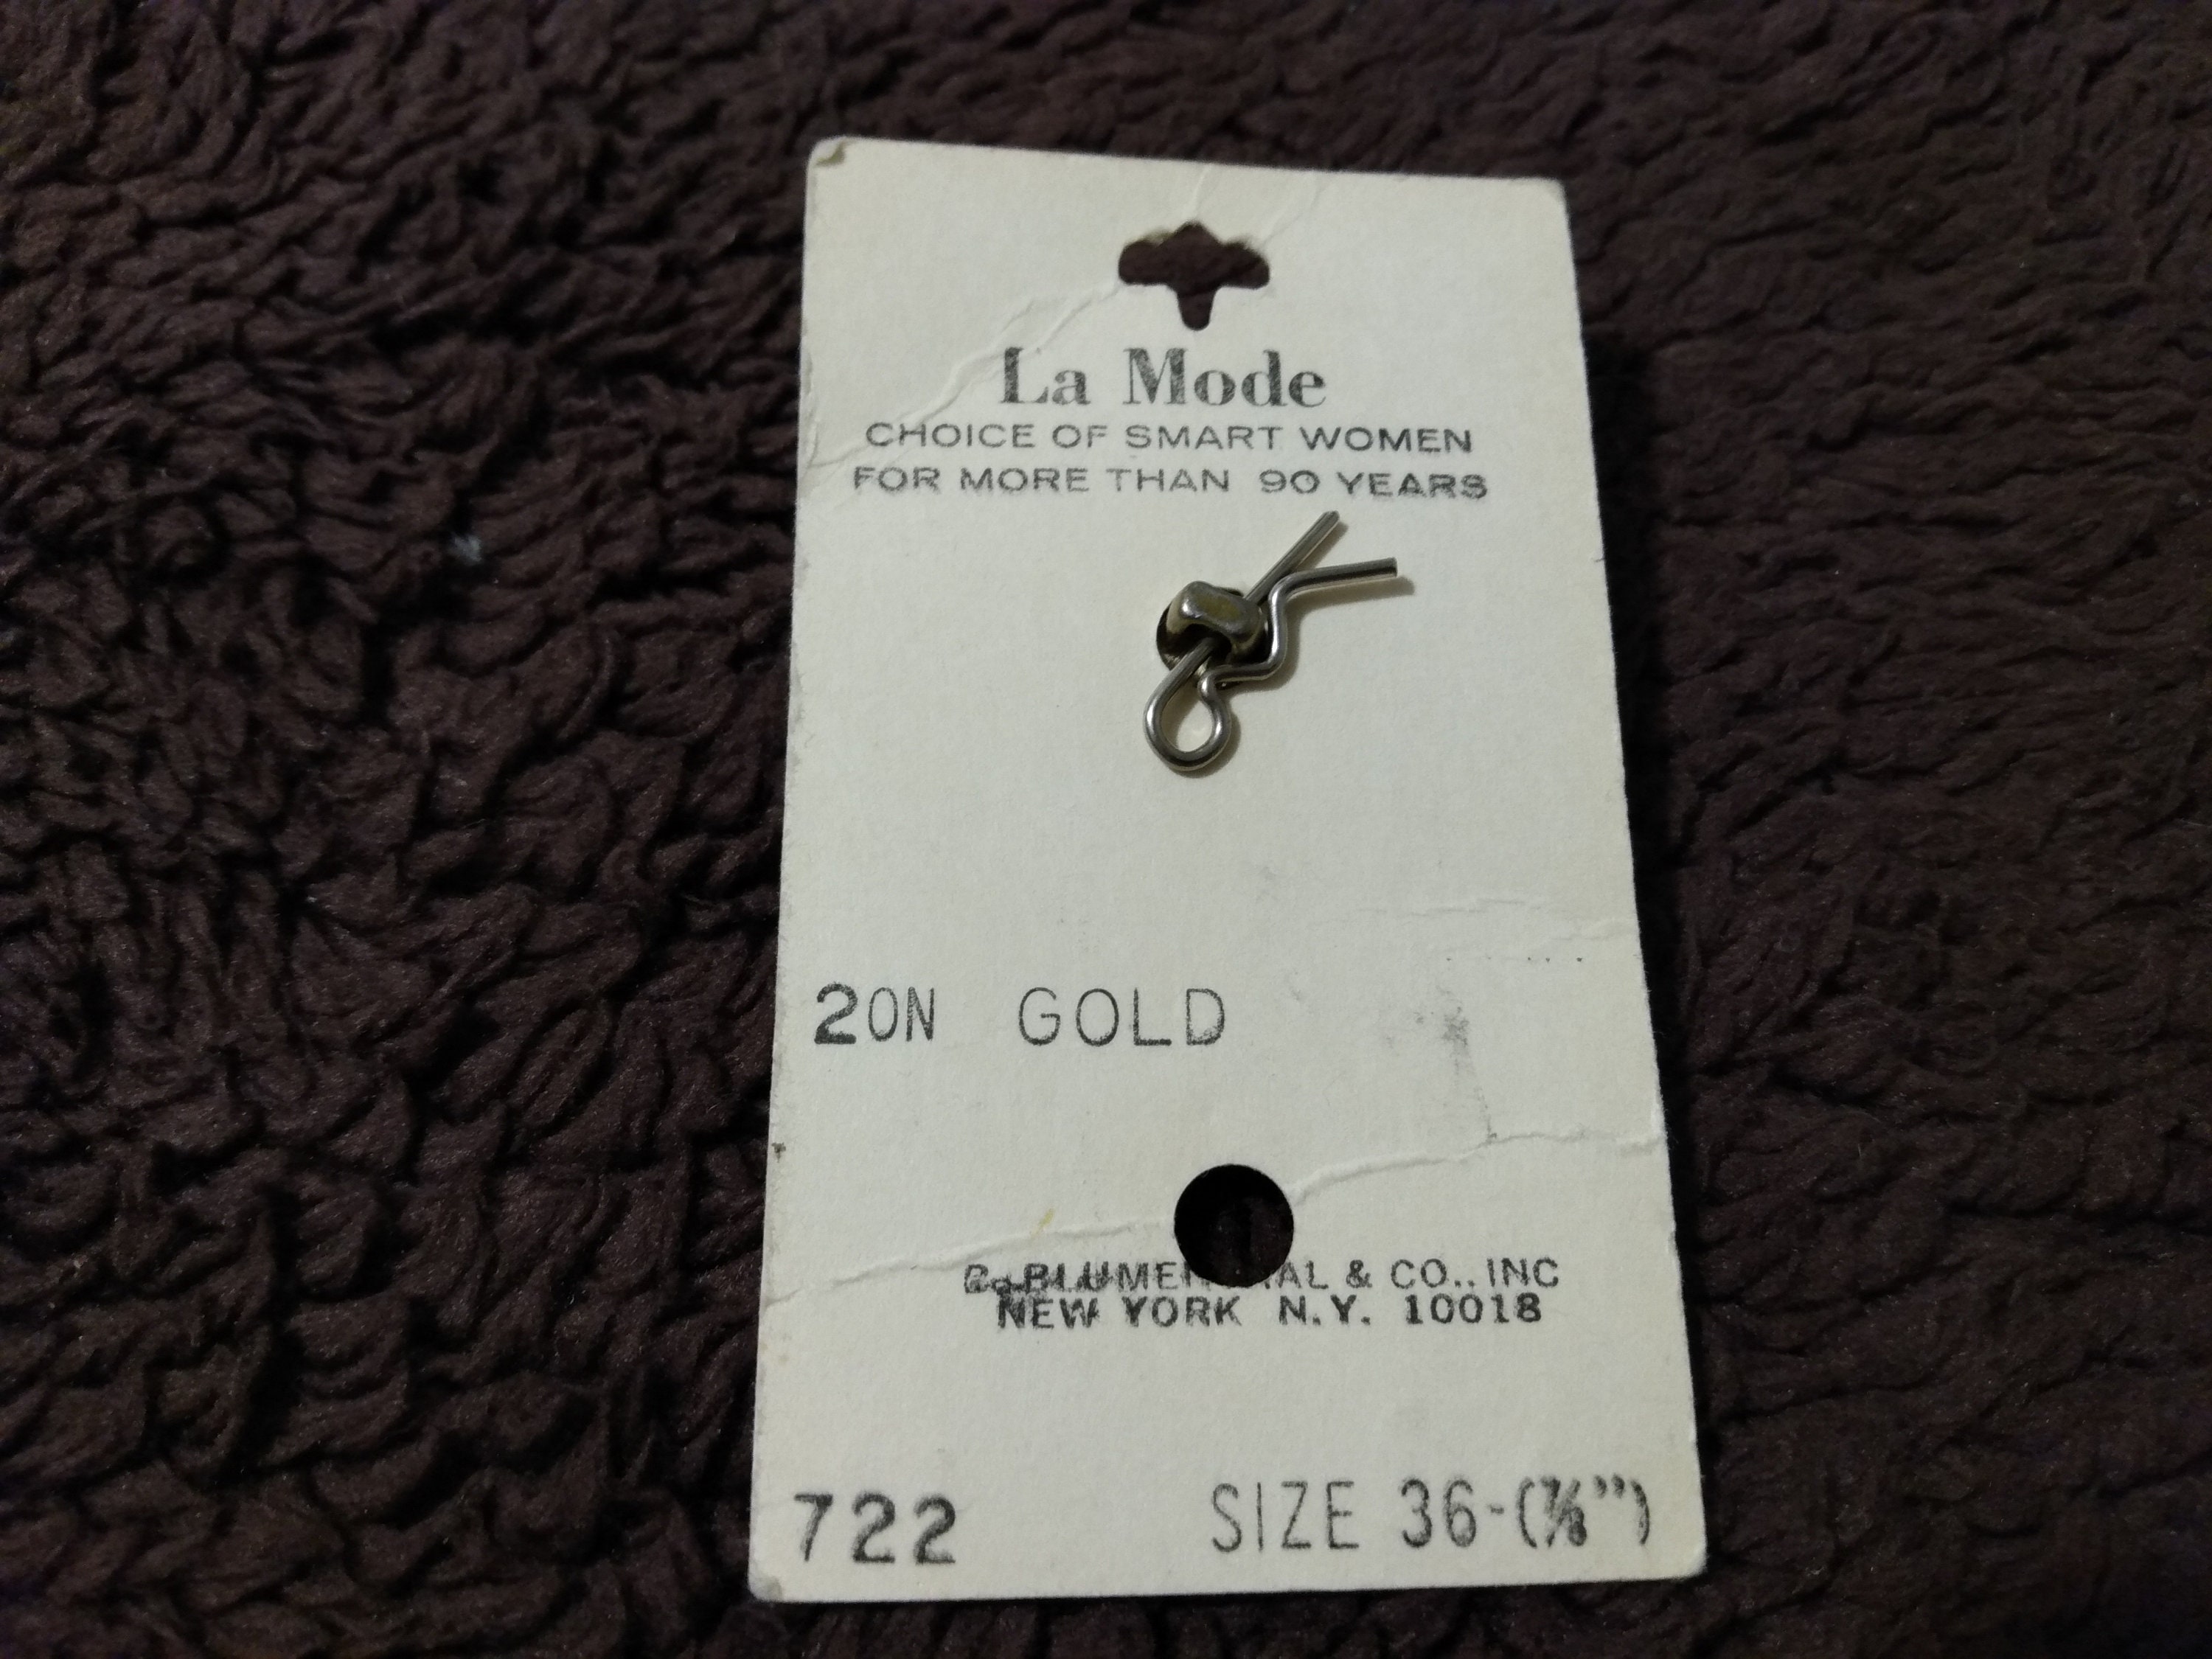 La Mode
CHOICE OF SMART WOMEN
FOR MORE THAN 90 YEARS
2ON GOLD
& CO., INC
NEW YORK N.Y. 10018
722 SIZE 36-(⅞")